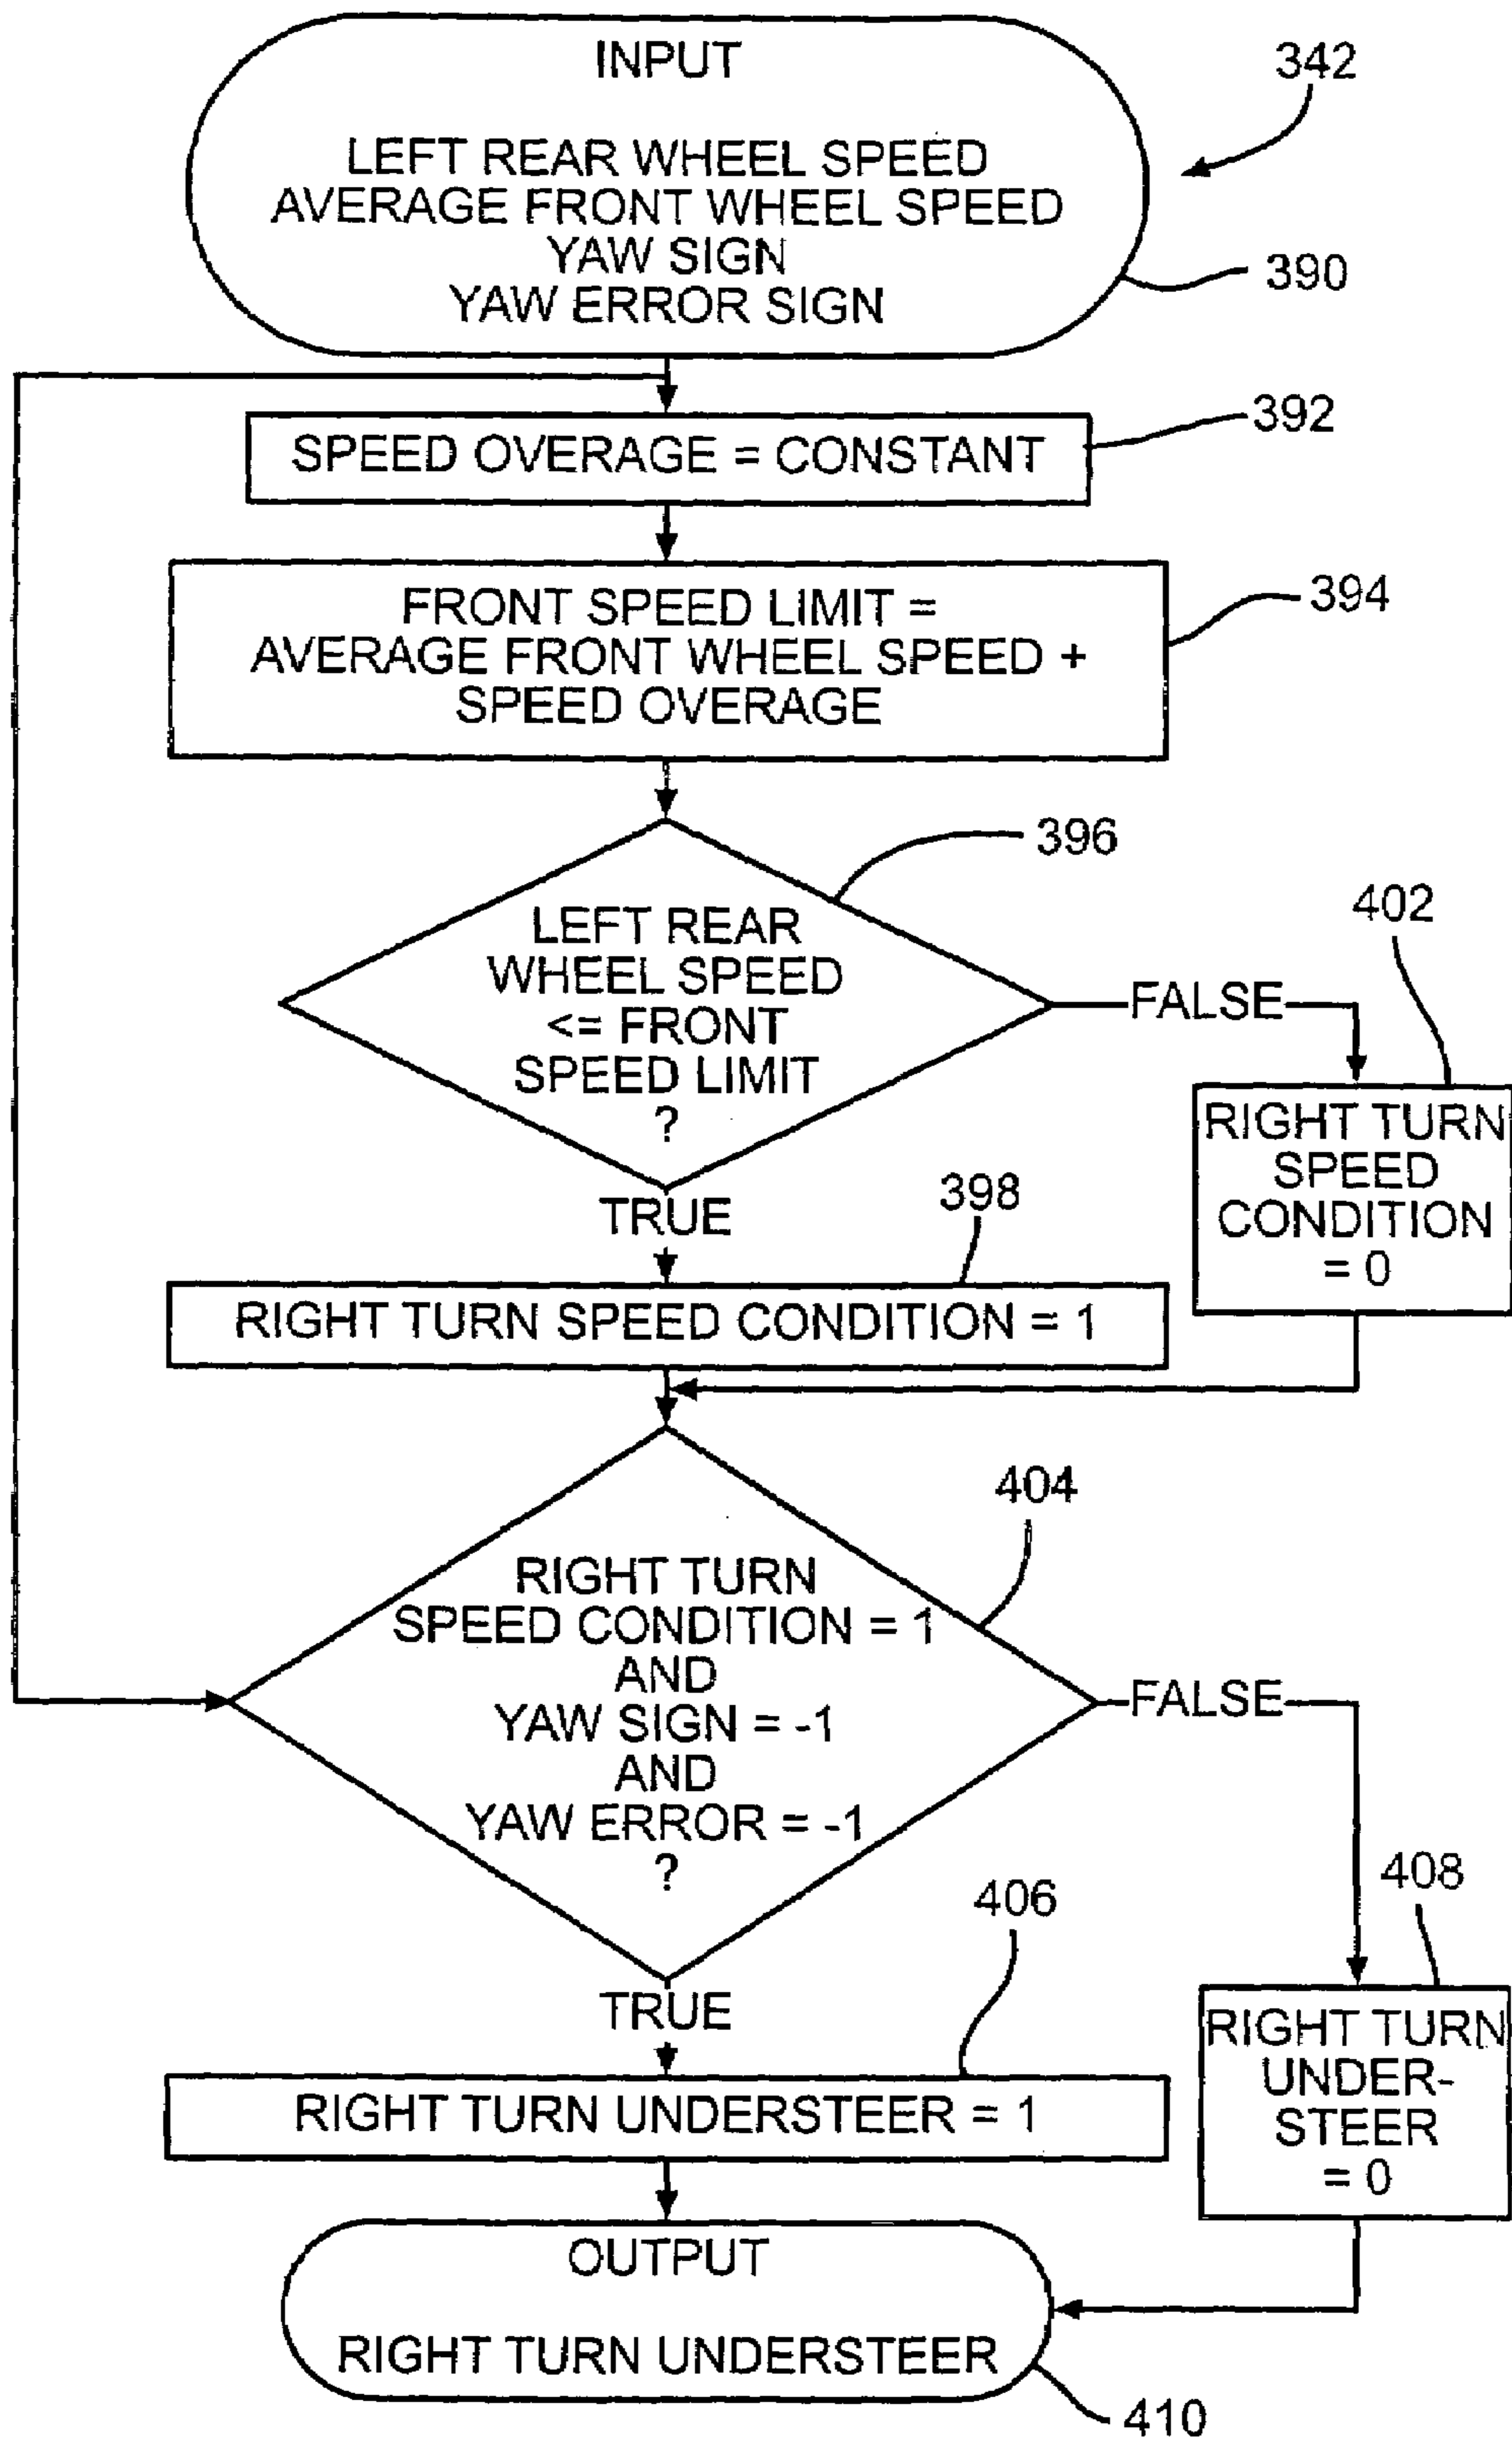 INPUT
342
LEFT REAR WHEEL SPEED
AVERAGE FRONT WHEEL SPEED
YAW SIGN
YAW ERROR SIGN
390
SPEED OVERAGE = CONSTANT
392
FRONT SPEED LIMIT =
AVERAGE FRONT WHEEL SPEED +
SPEED OVERAGE
394
396
LEFT REAR
WHEEL SPEED
<= FRONT
SPEED LIMIT
?
FALSE
402
RIGHT TURN
SPEED
CONDITION
= 0
TRUE
398
RIGHT TURN SPEED CONDITION = 1
404
RIGHT TURN
SPEED CONDITION = 1
AND
YAW SIGN = -1
AND
YAW ERROR = -1
?
FALSE
408
RIGHT TURN
UNDER-
STEER
= 0
TRUE
406
RIGHT TURN UNDERSTEER = 1
OUTPUT
RIGHT TURN UNDERSTEER
410